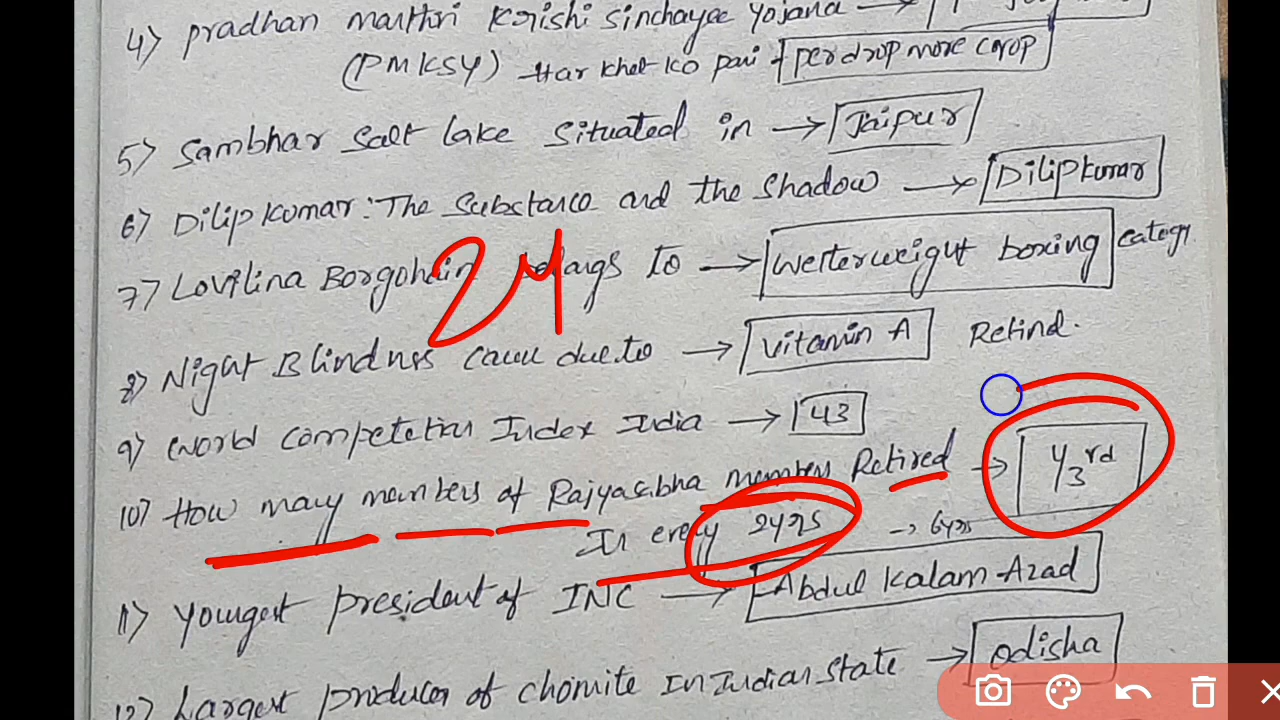 4) pradhan manthri Krishi Sinchayee Yojana →
(PMKSY) Har khet ko pani + per drop more crop
5) Sambhar Salt lake Situated in → Jaipur
6) Dilip kumar: The Substance and the Shadow → Dilip kumar
7) Lovlina Borgohain belongs to → welterweight boxing categy
24
8) Night Blindness cause due to → Vitamin A Retind.
9) World Competetion Index India → 43
10) How many members of Rajyasabha members Retired → 1/3rd
In every 2yrs → 6yrs
11) Youngest president of INC → Abdul Kalam Azad
12) Largest producer of chomite In Indian State → Odisha